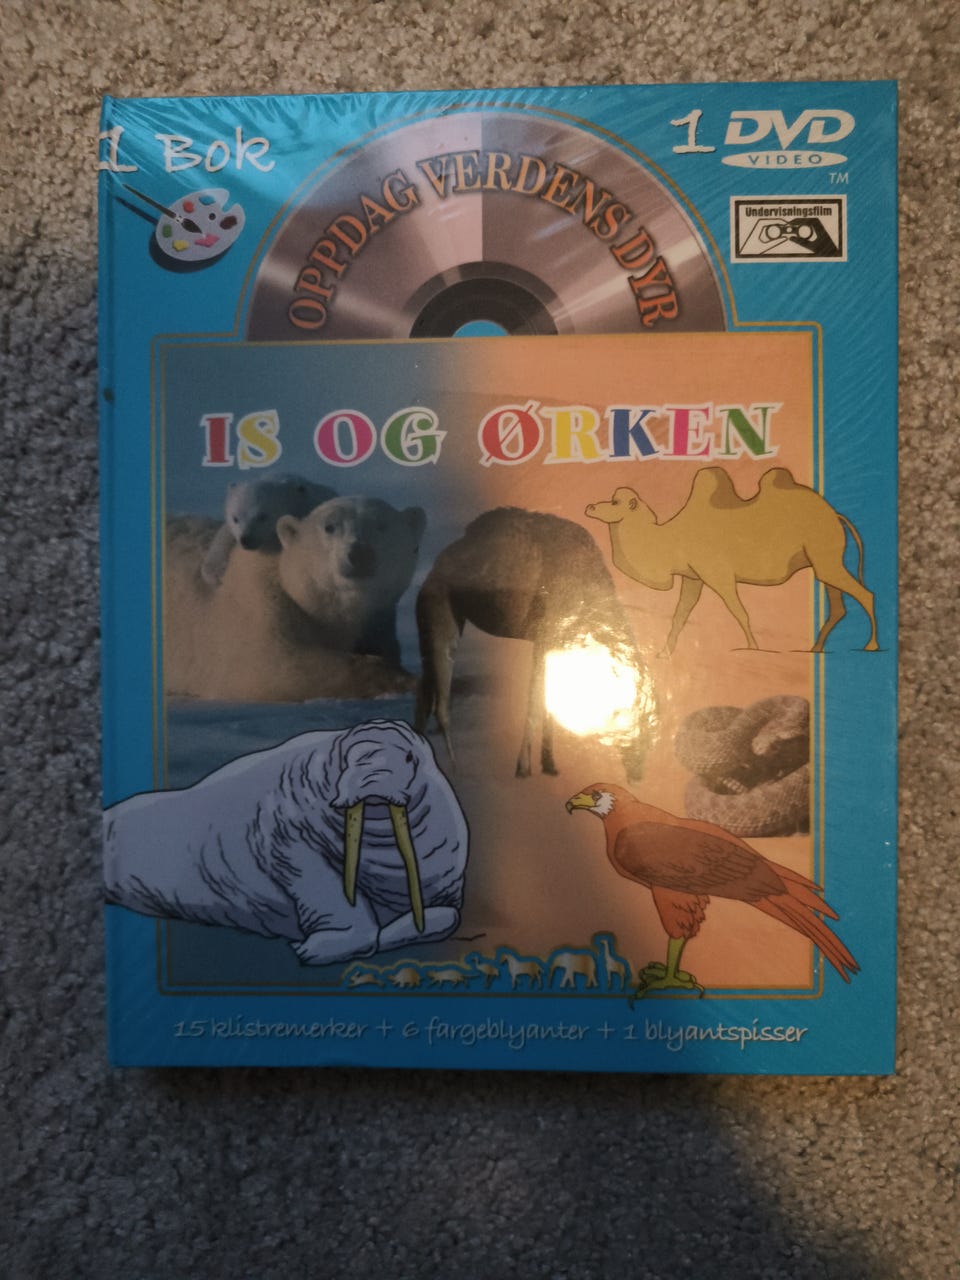 1 Bok
1 DVD
VIDEO
TM
Undervisningsfilm
OPPDAG VERDENS DYR
IS OG ØRKEN
15 klistremerker + 6 fargeblyanter + 1 blyantspisser